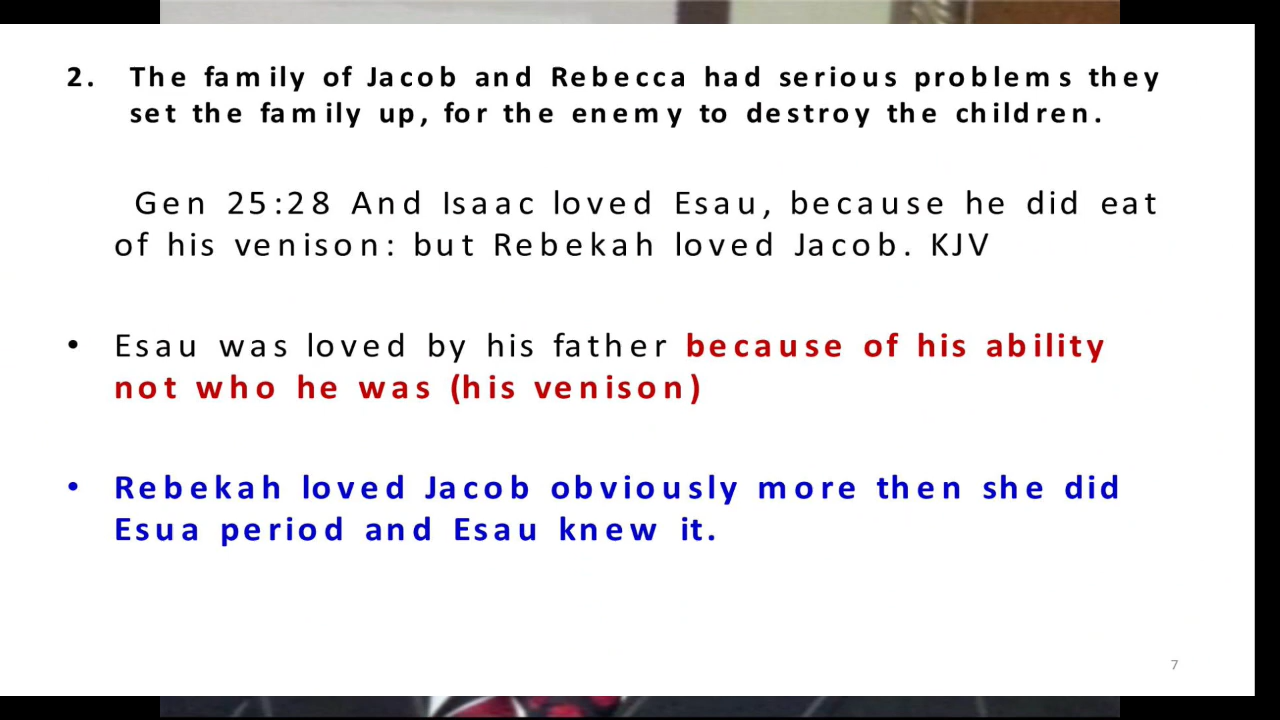 2. The family of Jacob and Rebecca had serious problems they
set the family up, for the enemy to destroy the children.
Gen 25:28 And Isaac loved Esau, because he did eat
of his venison: but Rebekah loved Jacob. KJV
• Esau was loved by his father because of his ability
not who he was (his venison)
• Rebekah loved Jacob obviously more then she did
Esua period and Esau knew it.
7